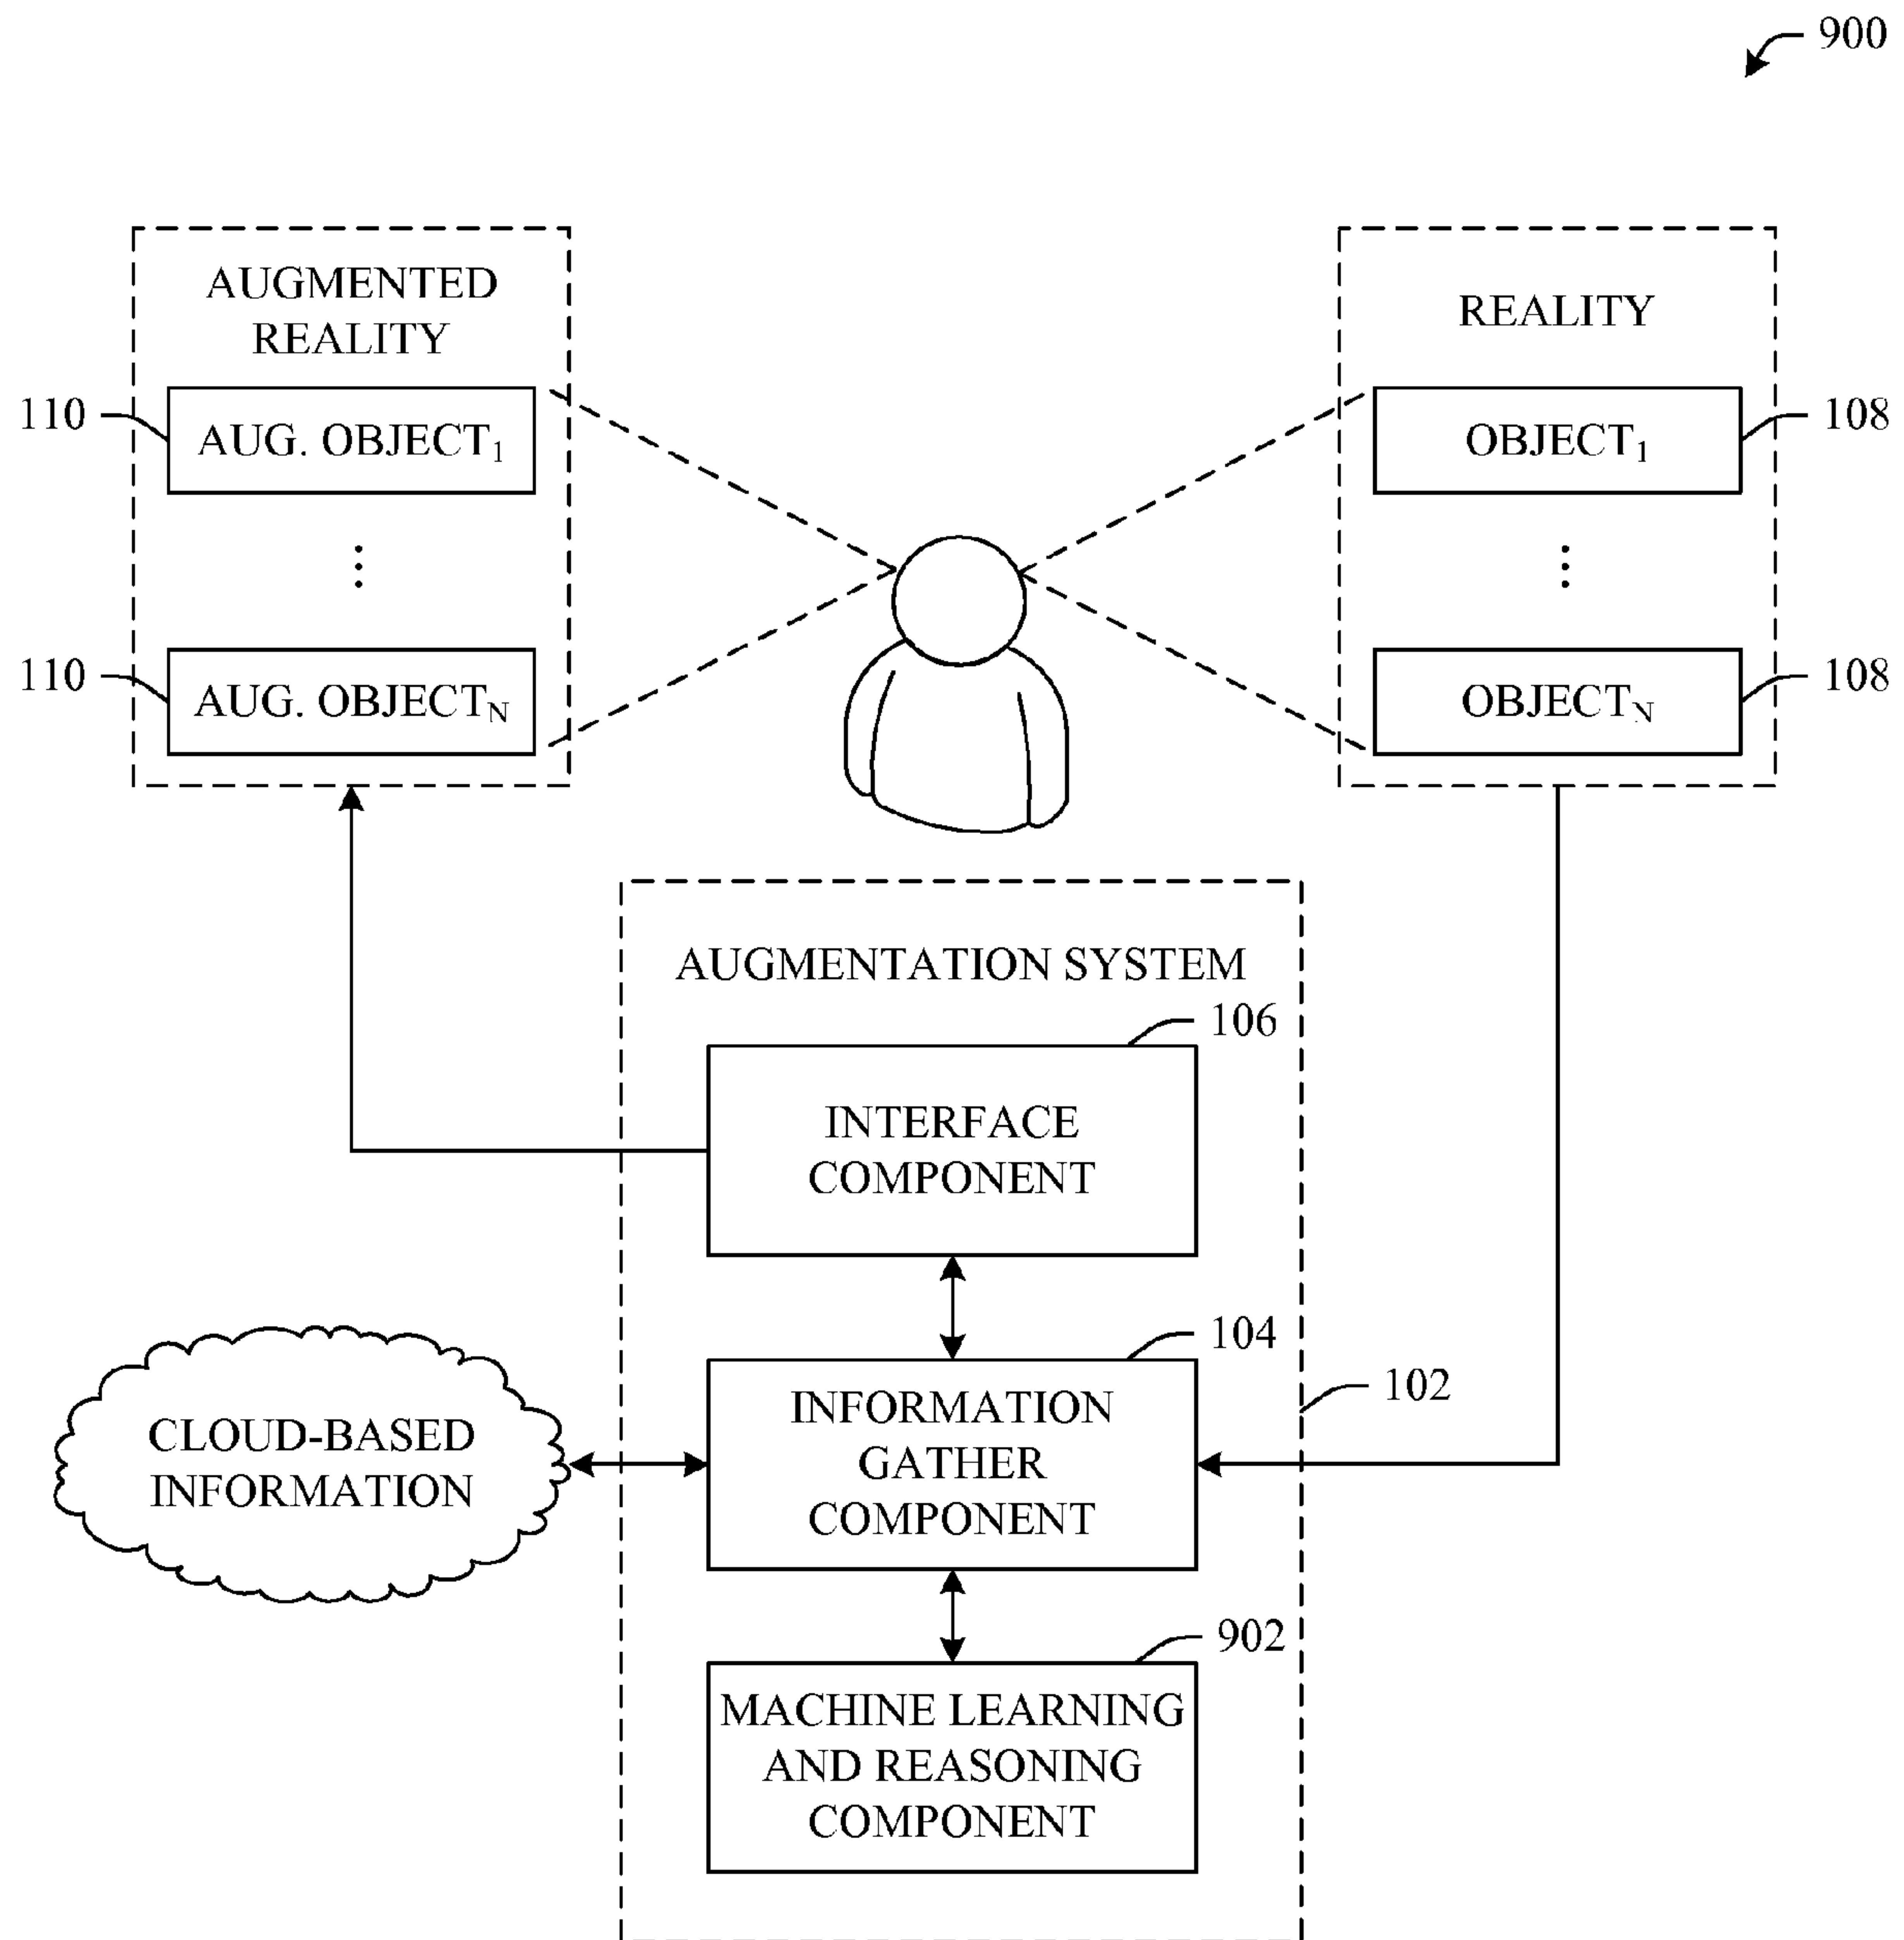 900
AUGMENTED
REALITY
REALITY
110
AUG. OBJECT1
OBJECT1
108
110
AUG. OBJECTN
OBJECTN
108
AUGMENTATION SYSTEM
106
INTERFACE
COMPONENT
104
INFORMATION
GATHER
COMPONENT
102
CLOUD-BASED
INFORMATION
902
MACHINE LEARNING
AND REASONING
COMPONENT